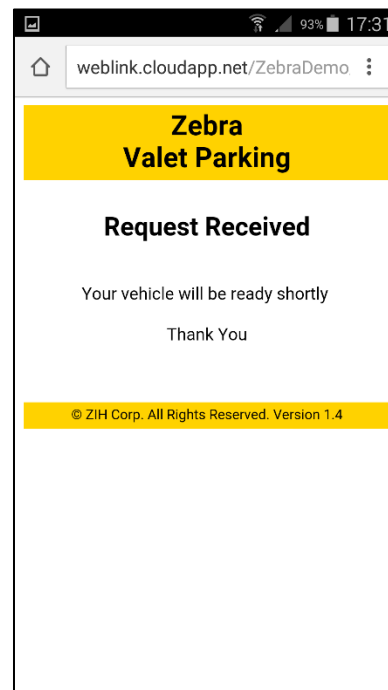 93% 17:31
weblink.cloudapp.net/ZebraDemo
Zebra
Valet Parking
Request Received
Your vehicle will be ready shortly
Thank You
© ZIH Corp. All Rights Reserved. Version 1.4